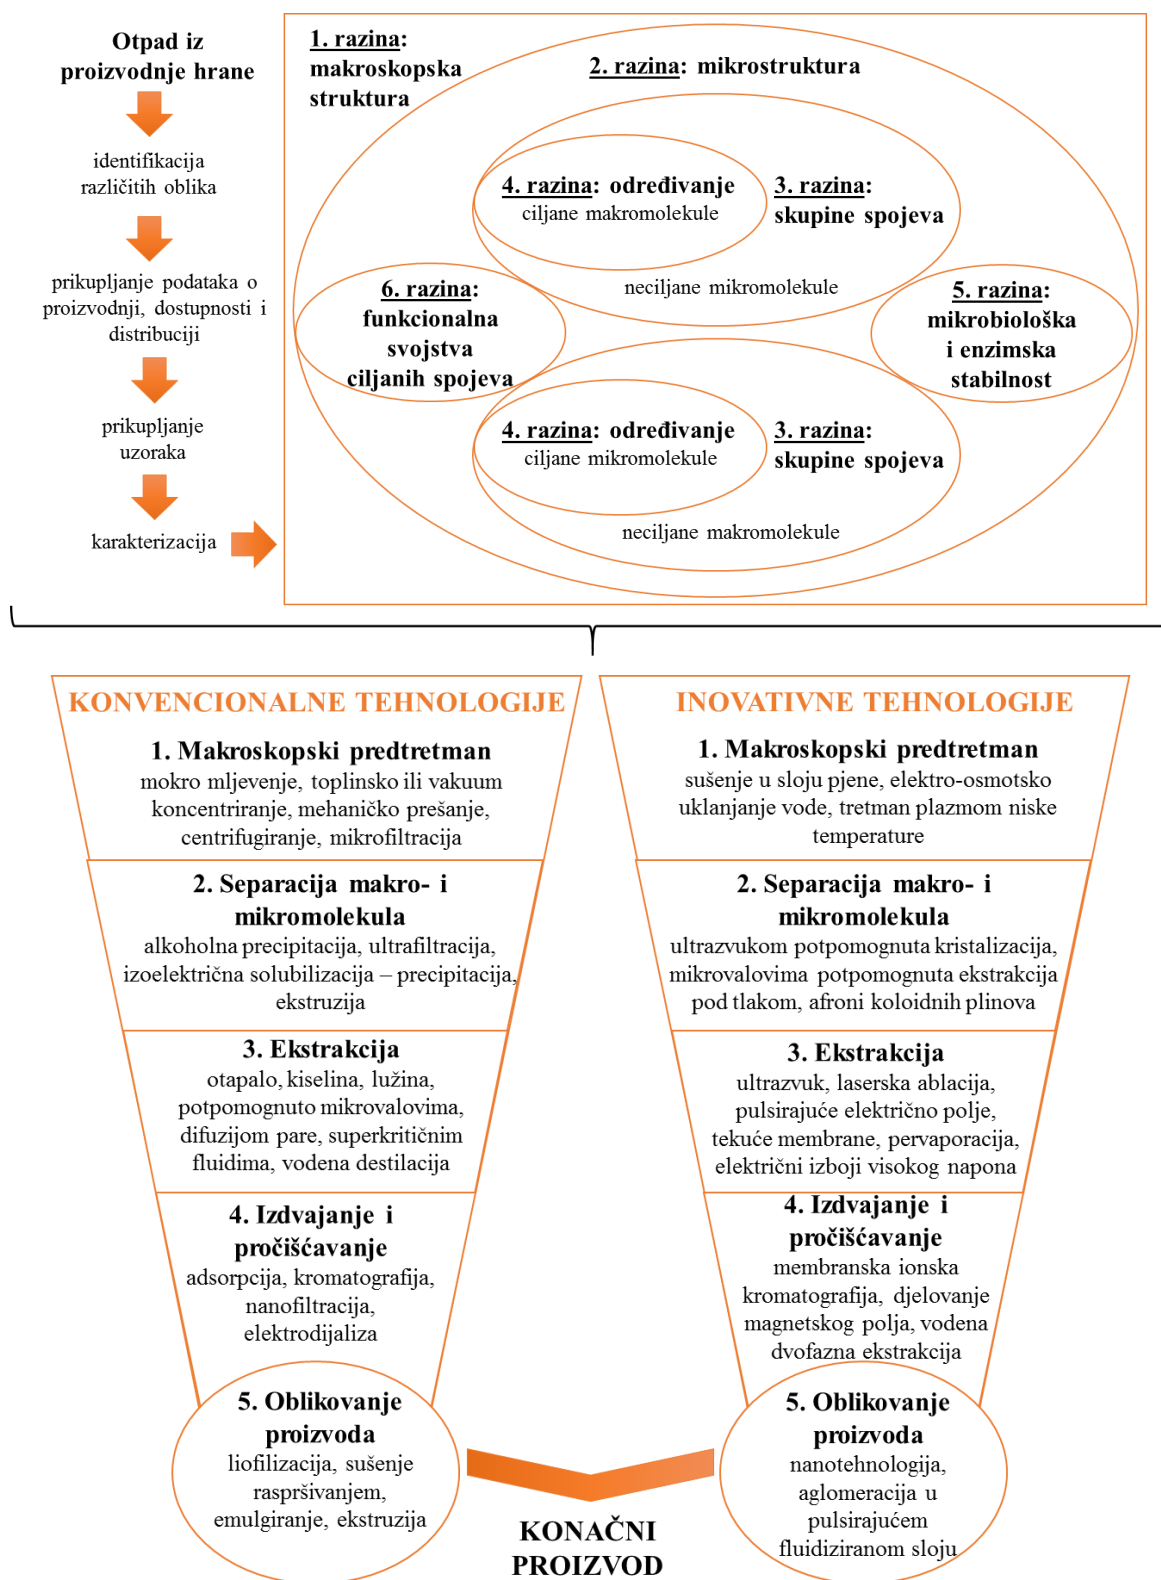 Otpad iz
proizvodnje hrane
identifikacija
različitih oblika
prikupljanje podataka o
proizvodnji, dostupnosti i
distribuciji
prikupljanje
uzoraka
karakterizacija
1. razina:
makroskopska
struktura
2. razina: mikrostruktura
4. razina: određivanje
ciljane makromolekule
3. razina:
skupine spojeva
neciljane mikromolekule
6. razina:
funkcionalna
svojstva
ciljanih spojeva
5. razina:
mikrobiološka
i enzimska
stabilnost
4. razina: određivanje
ciljane mikromolekule
3. razina:
skupine spojeva
neciljane makromolekule
KONVENCIONALNE TEHNOLOGIJE
1. Makroskopski predtretman
mokro mljevenje, toplinsko ili vakuum
koncentriranje, mehaničko prešanje,
centrifugiranje, mikrofiltracija
2. Separacija makro- i
mikromolekula
alkoholna precipitacija, ultrafiltracija,
izoelektrična solubilizacija – precipitacija,
ekstruzija
3. Ekstrakcija
otapalo, kiselina, lužina,
potpomognuto mikrovalovima,
difuzijom pare, superkritičnim
fluidima, vodena destilacija
4. Izdvajanje i
pročišćavanje
adsorpcija, kromatografija,
nanofiltracija,
elektrodijaliza
5. Oblikovanje
proizvoda
liofilizacija, sušenje
raspršivanjem,
emulgiranje, ekstruzija
INOVATIVNE TEHNOLOGIJE
1. Makroskopski predtretman
sušenje u sloju pjene, elektro-osmotsko
uklanjanje vode, tretman plazmom niske
temperature
2. Separacija makro- i
mikromolekula
ultrazvukom potpomognuta kristalizacija,
mikrovalovima potpomognuta ekstrakcija
pod tlakom, afroni koloidnih plinova
3. Ekstrakcija
ultrazvuk, laserska ablacija,
pulsirajuće električno polje,
tekuće membrane, pervaporacija,
električni izboji visokog napona
4. Izdvajanje i
pročišćavanje
membranska ionska
kromatografija, djelovanje
magnetskog polja, vodena
dvofazna ekstrakcija
5. Oblikovanje
proizvoda
nanotehnologija,
aglomeracija u
pulsirajućem
fluidiziranom sloju
KONAČNI
PROIZVOD